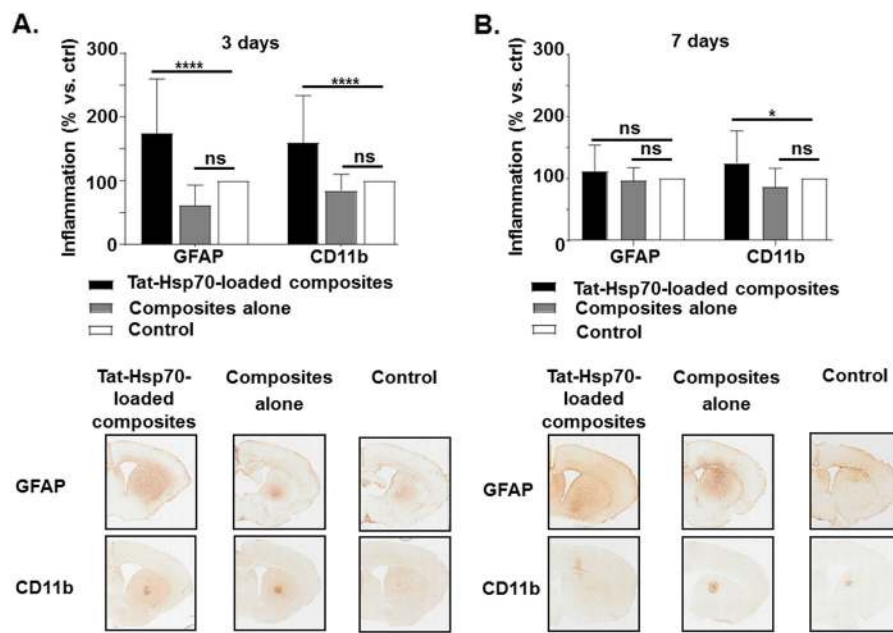 A.
3 days
Inflammation (% vs. ctrl)
300
200
100
0
****
ns
****
ns
GFAP
CD11b
Tat-Hsp70-loaded composites
Composites alone
Control
Tat-Hsp70-
loaded
composites
Composites
alone
Control
GFAP
CD11b
B.
7 days
Inflammation (% vs. ctrl)
300
200
100
0
ns
ns
*
ns
GFAP
CD11b
Tat-Hsp70-loaded composites
Composites alone
Control
Tat-Hsp70-
loaded
composites
Composites
alone
Control
GFAP
CD11b